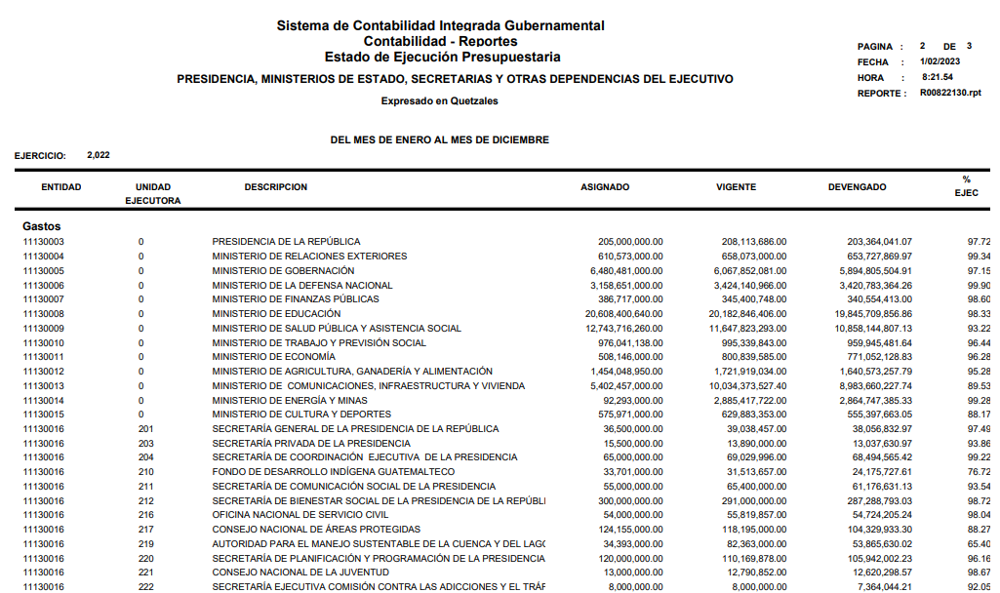 Sistema de Contabilidad Integrada Gubernamental
Contabilidad - Reportes
Estado de Ejecución Presupuestaria
PRESIDENCIA, MINISTERIOS DE ESTADO, SECRETARIAS Y OTRAS DEPENDENCIAS DEL EJECUTIVO
Expresado en Quetzales
PAGINA : 2 DE 3
FECHA : 1/02/2023
HORA : 8:21.54
REPORTE : R00822130.rpt
DEL MES DE ENERO AL MES DE DICIEMBRE
EJERCICIO: 2,022
ENTIDAD UNIDAD EJECUTORA DESCRIPCION ASIGNADO VIGENTE DEVENGADO % EJEC
Gastos
11130003 0 PRESIDENCIA DE LA REPÚBLICA 205,000,000.00 208,113,686.00 203,364,041.07 97.72
11130004 0 MINISTERIO DE RELACIONES EXTERIORES 610,573,000.00 658,073,000.00 653,727,869.97 99.34
11130005 0 MINISTERIO DE GOBERNACIÓN 6,480,481,000.00 6,067,852,081.00 5,894,805,504.91 97.15
11130006 0 MINISTERIO DE LA DEFENSA NACIONAL 3,158,651,000.00 3,424,140,966.00 3,420,783,364.26 99.90
11130007 0 MINISTERIO DE FINANZAS PÚBLICAS 386,717,000.00 345,400,748.00 340,554,413.00 98.60
11130008 0 MINISTERIO DE EDUCACIÓN 20,608,400,640.00 20,182,846,406.00 19,845,709,856.86 98.33
11130009 0 MINISTERIO DE SALUD PÚBLICA Y ASISTENCIA SOCIAL 12,743,716,260.00 11,647,823,293.00 10,858,144,807.13 93.22
11130010 0 MINISTERIO DE TRABAJO Y PREVISIÓN SOCIAL 976,041,138.00 995,339,843.00 959,945,481.64 96.44
11130011 0 MINISTERIO DE ECONOMÍA 508,146,000.00 800,839,585.00 771,052,128.83 96.28
11130012 0 MINISTERIO DE AGRICULTURA, GANADERÍA Y ALIMENTACIÓN 1,454,048,950.00 1,721,919,034.00 1,640,573,257.79 95.28
11130013 0 MINISTERIO DE COMUNICACIONES, INFRAESTRUCTURA Y VIVIENDA 5,402,457,000.00 10,034,373,527.40 8,983,660,227.74 89.53
11130014 0 MINISTERIO DE ENERGÍA Y MINAS 92,293,000.00 2,885,417,722.00 2,864,747,385.33 99.28
11130015 0 MINISTERIO DE CULTURA Y DEPORTES 575,971,000.00 629,883,353.00 555,397,663.05 88.17
11130016 201 SECRETARÍA GENERAL DE LA PRESIDENCIA DE LA REPÚBLICA 36,500,000.00 39,038,457.00 38,056,832.97 97.49
11130016 203 SECRETARÍA PRIVADA DE LA PRESIDENCIA 15,500,000.00 13,890,000.00 13,037,630.97 93.86
11130016 204 SECRETARÍA DE COORDINACIÓN EJECUTIVA DE LA PRESIDENCIA 65,000,000.00 69,029,996.00 68,494,565.42 99.22
11130016 210 FONDO DE DESARROLLO INDÍGENA GUATEMALTECO 33,701,000.00 31,513,657.00 24,175,727.61 76.72
11130016 211 SECRETARÍA DE COMUNICACIÓN SOCIAL DE LA PRESIDENCIA 55,000,000.00 65,400,000.00 61,176,631.13 93.54
11130016 212 SECRETARÍA DE BIENESTAR SOCIAL DE LA PRESIDENCIA DE LA REPÚBLI 300,000,000.00 291,000,000.00 287,288,793.03 98.72
11130016 216 OFICINA NACIONAL DE SERVICIO CIVIL 54,000,000.00 55,819,857.00 54,724,205.24 98.04
11130016 217 CONSEJO NACIONAL DE ÁREAS PROTEGIDAS 124,155,000.00 118,195,000.00 104,329,933.30 88.27
11130016 219 AUTORIDAD PARA EL MANEJO SUSTENTABLE DE LA CUENCA Y DEL LAGO 34,393,000.00 82,363,000.00 53,865,630.02 65.40
11130016 220 SECRETARÍA DE PLANIFICACIÓN Y PROGRAMACIÓN DE LA PRESIDENCIA 120,000,000.00 110,169,878.00 105,942,002.23 96.16
11130016 221 CONSEJO NACIONAL DE LA JUVENTUD 13,000,000.00 12,790,852.00 12,620,298.57 98.67
11130016 222 SECRETARÍA EJECUTIVA COMISIÓN CONTRA LAS ADICCIONES Y EL TRÁF 8,000,000.00 8,000,000.00 7,364,044.21 92.05